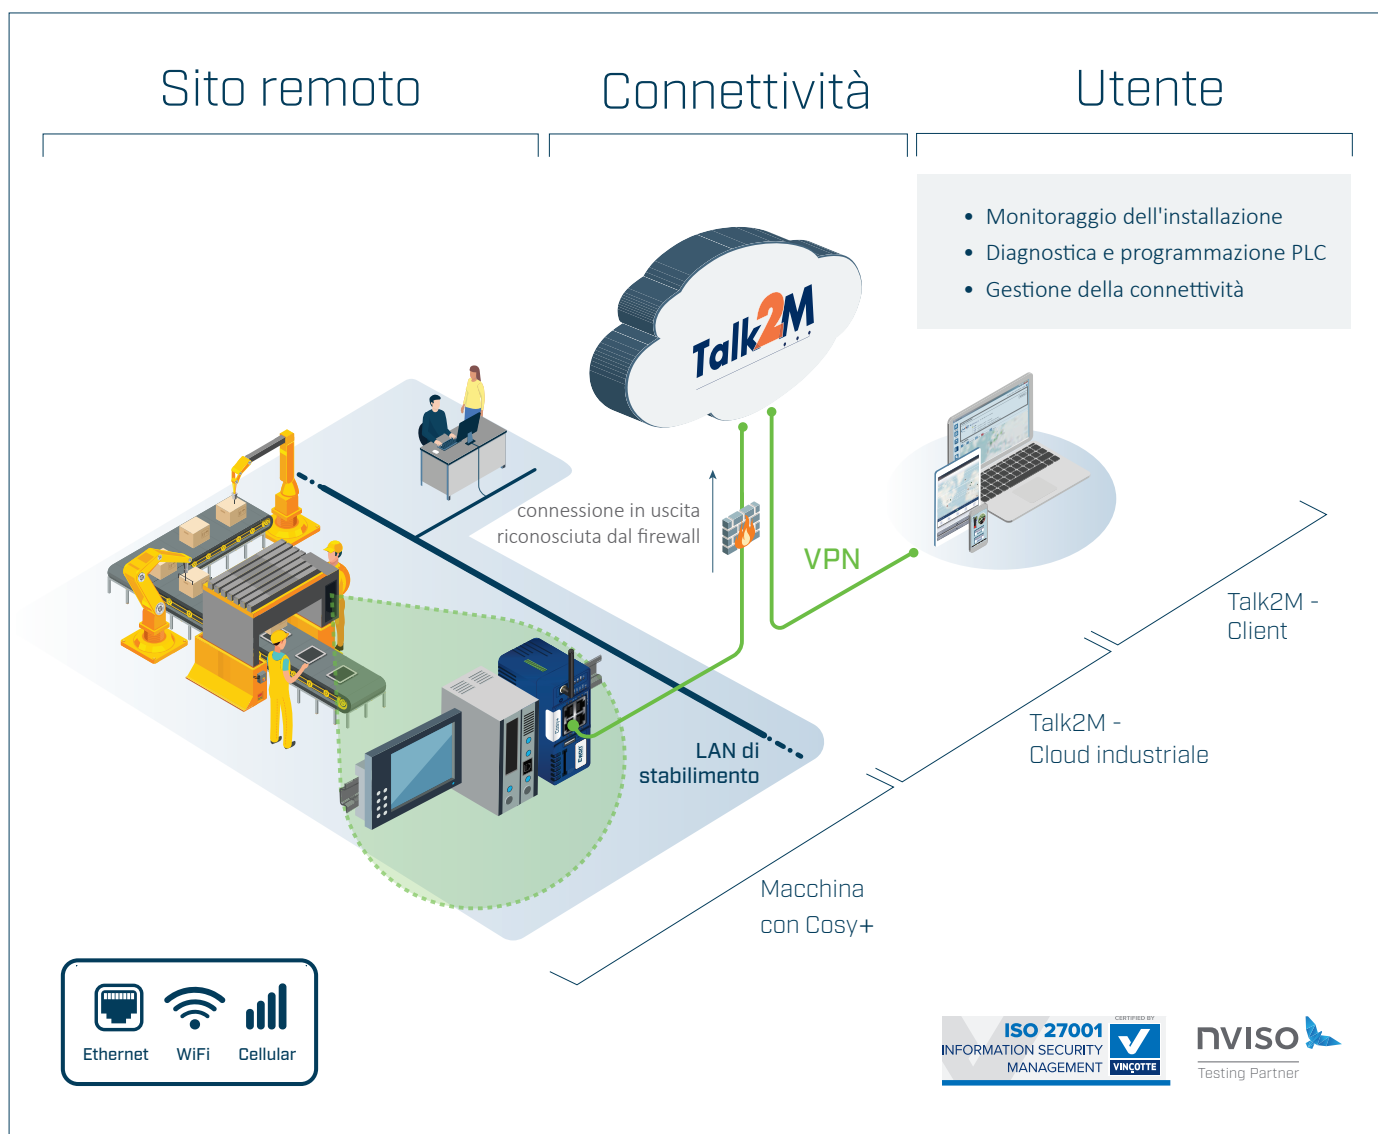 Sito remoto
Connettività
Utente
• Monitoraggio dell'installazione
• Diagnostica e programmazione PLC
• Gestione della connettività
Talk2M
connessione in uscita
riconosciuta dal firewall
VPN
Talk2M -
Client
Talk2M -
Cloud industriale
LAN di
stabilimento
Cosy+
Ewon
Macchina
con Cosy+
Ethernet
WiFi
Cellular
CERTIFIED BY
ISO 27001
INFORMATION SECURITY
MANAGEMENT
VINÇOTTE
nviso
Testing Partner